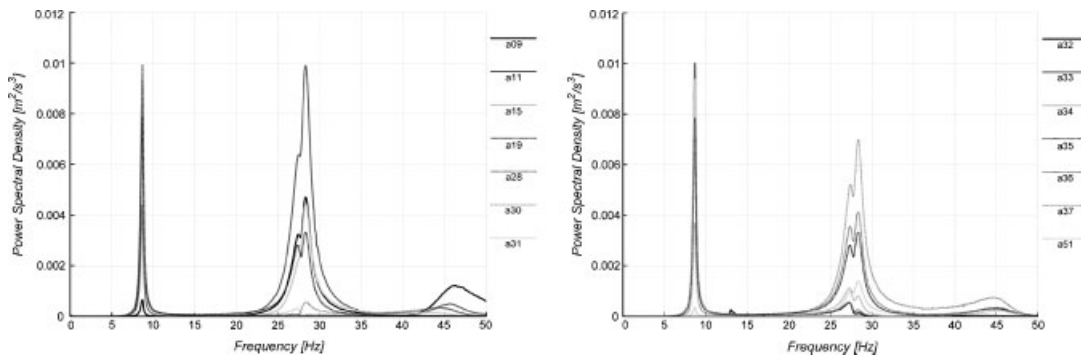 0.012
0.01
0.008
0.006
0.004
0.002
0
Power Spectral Density [m²/s³]
0 5 10 15 20 25 30 35 40 45 50
Frequency [Hz]
a09
a11
a15
a19
a28
a30
a31
0.012
0.01
0.008
0.006
0.004
0.002
0
Power Spectral Density [m²/s³]
0 5 10 15 20 25 30 35 40 45 50
Frequency [Hz]
a32
a33
a34
a35
a36
a37
a51